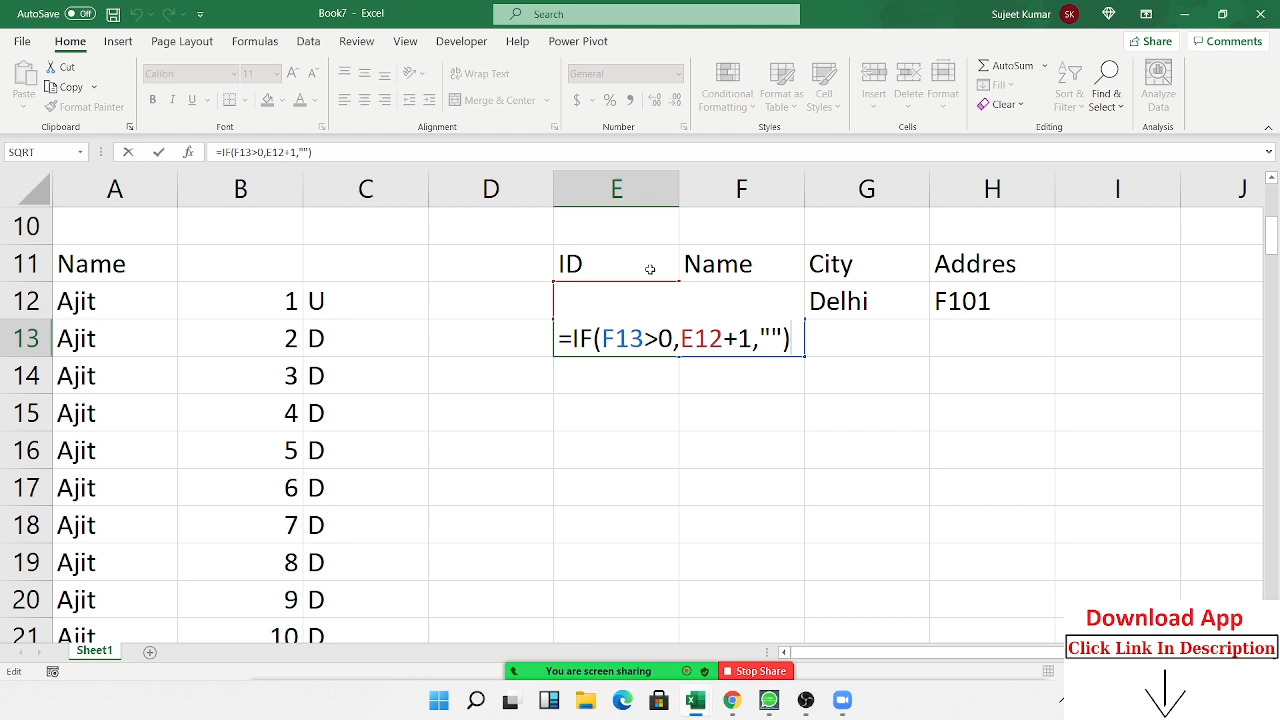 AutoSave Off Book7 - Excel Search Sujeet Kumar SK
File Home Insert Page Layout Formulas Data Review View Developer Help Power Pivot Share Comments
Paste Cut Copy Format Painter Clipboard
Calibri 11 B I U A Font
Wrap Text Merge & Center Alignment
General $ % Number
Conditional Formatting Format as Table Cell Styles Styles
Insert Delete Format Cells
AutoSum Fill Clear Sort & Filter Find & Select Editing
Analyze Data Analysis
SQRT fx =IF(F13>0,E12+1,"")
A B C D E F G H I J
10
11 Name ID Name City Addres
12 Ajit 1 U Delhi F101
13 Ajit 2 D =IF(F13>0,E12+1,"")
14 Ajit 3 D
15 Ajit 4 D
16 Ajit 5 D
17 Ajit 6 D
18 Ajit 7 D
19 Ajit 8 D
20 Ajit 9 D
21 Ajit 10 D
Download App
Click Link In Description
Sheet1
Edit You are screen sharing Stop Share